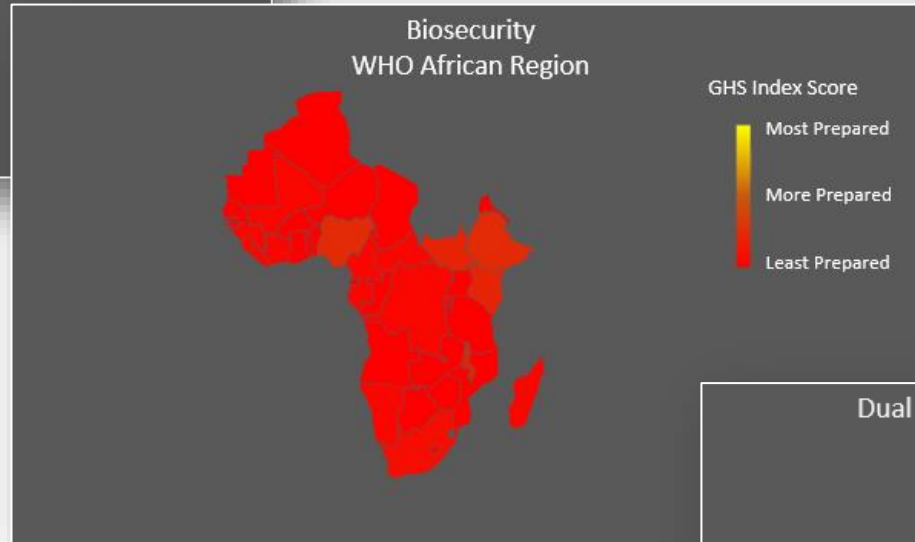 Biosecurity
WHO African Region
GHS Index Score
Most Prepared
More Prepared
Least Prepared
Dual